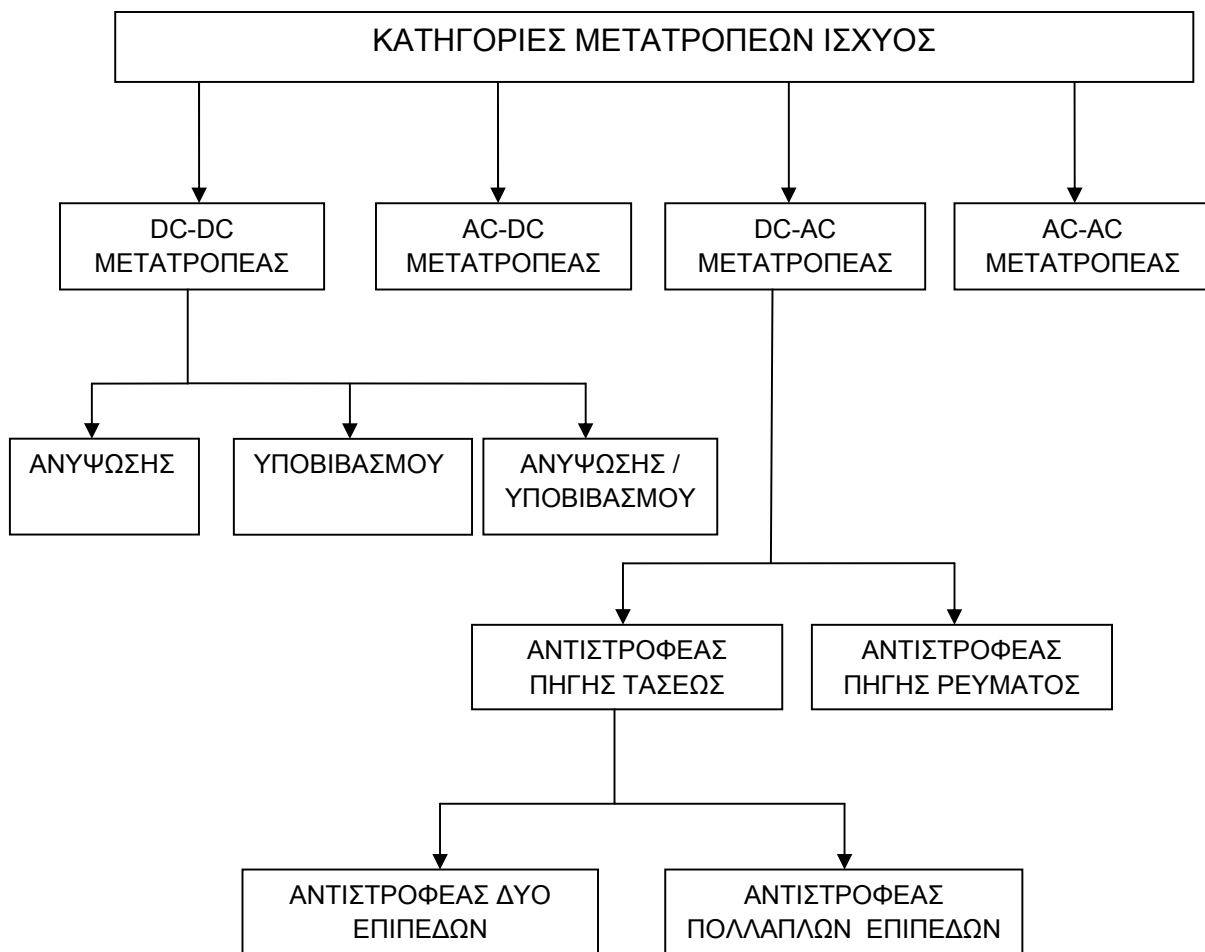 ΚΑΤΗΓΟΡΙΕΣ ΜΕΤΑΤΡΟΠΕΩΝ ΙΣΧΥΟΣ
DC-DC
ΜΕΤΑΤΡΟΠΕΑΣ
AC-DC
ΜΕΤΑΤΡΟΠΕΑΣ
DC-AC
ΜΕΤΑΤΡΟΠΕΑΣ
AC-AC
ΜΕΤΑΤΡΟΠΕΑΣ
ΑΝΥΨΩΣΗΣ
ΥΠΟΒΙΒΑΣΜΟΥ
ΑΝΥΨΩΣΗΣ /
ΥΠΟΒΙΒΑΣΜΟΥ
ΑΝΤΙΣΤΡΟΦΕΑΣ
ΠΗΓΗΣ ΤΑΣΕΩΣ
ΑΝΤΙΣΤΡΟΦΕΑΣ
ΠΗΓΗΣ ΡΕΥΜΑΤΟΣ
ΑΝΤΙΣΤΡΟΦΕΑΣ ΔΥΟ
ΕΠΙΠΕΔΩΝ
ΑΝΤΙΣΤΡΟΦΕΑΣ
ΠΟΛΛΑΠΛΩΝ ΕΠΙΠΕΔΩΝ